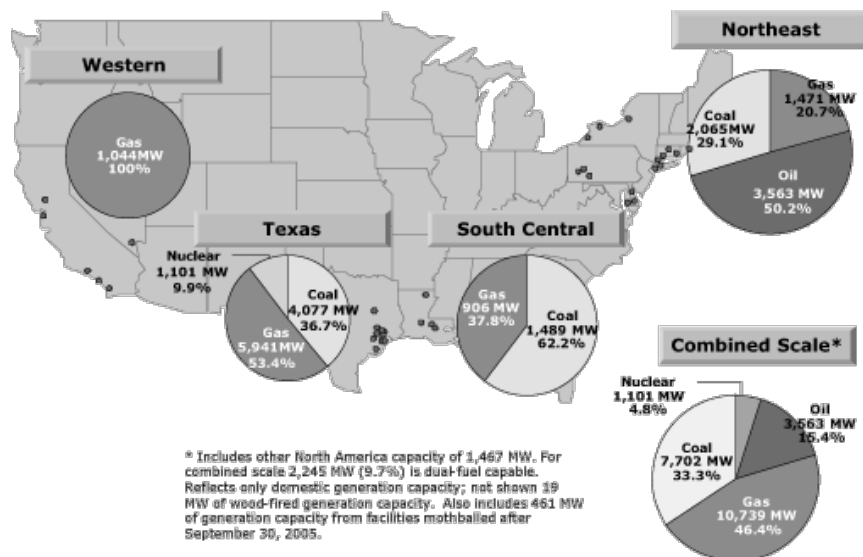 Northeast
Western
Gas
1,471 MW
20.7%
Coal
2,065MW
29.1%
Oil
3,563 MW
50.2%
Gas
1,044MW
100%
Texas
South Central
Nuclear
1,101 MW
9.9%
Coal
4,077 MW
36.7%
Gas
5,941MW
53.4%
Gas
906 MW
37.8%
Coal
1,489 MW
62.2%
Combined Scale*
Nuclear
1,101 MW
4.8%
Oil
3,563 MW
15.4%
Coal
7,702 MW
33.3%
Gas
10,739 MW
46.4%
* Includes other North America capacity of 1,467 MW. For
combined scale 2,245 MW (9.7%) is dual-fuel capable.
Reflects only domestic generation capacity; not shown 19
MW of wood-fired generation capacity. Also includes 461 MW
of generation capacity from facilities mothballed after
September 30, 2005.